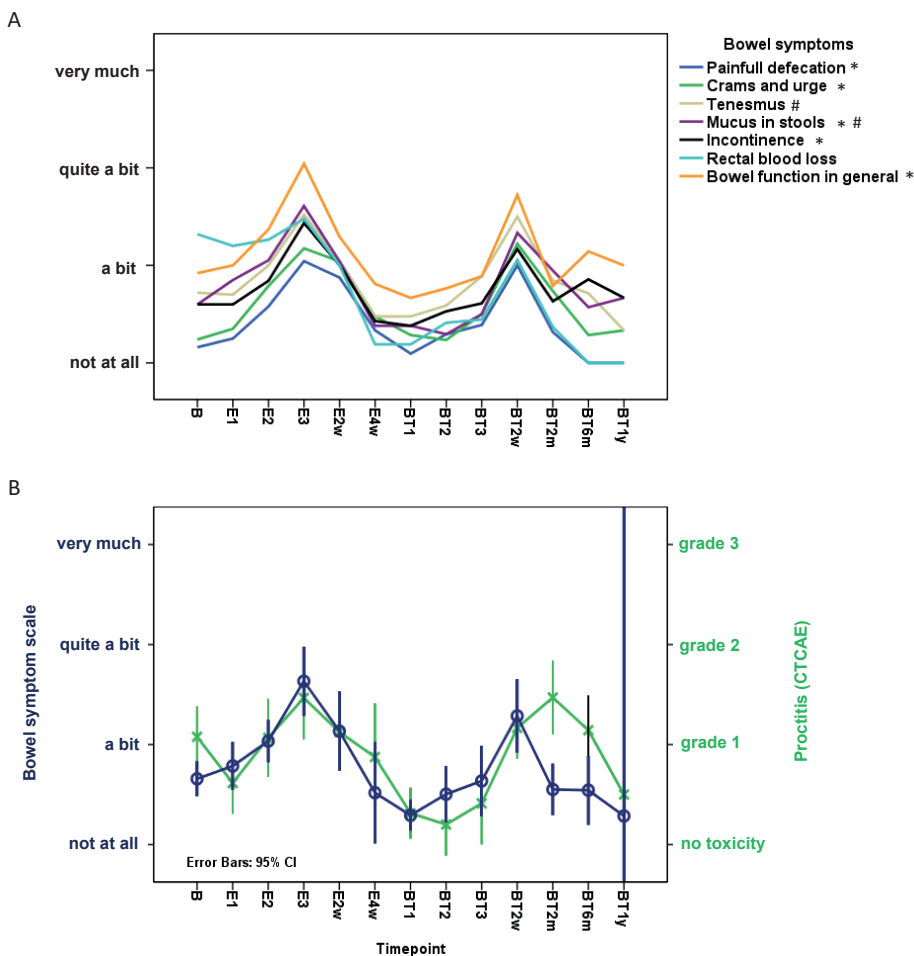 A
very much
quite a bit
a bit
not at all
B E1 E2 E3 E2w E4w BT1 BT2 BT3 BT2w BT2m BT6m BT1y
Bowel symptoms
Painfull defecation *
Crams and urge *
Tenesmus #
Mucus in stools * #
Incontinence *
Rectal blood loss
Bowel function in general *
B
Bowel symptom scale
very much
quite a bit
a bit
not at all
grade 3
grade 2
grade 1
no toxicity
Proctitis (CTCAE)
Error Bars: 95% CI
B E1 E2 E3 E2w E4w BT1 BT2 BT3 BT2w BT2m BT6m BT1y
Timepoint